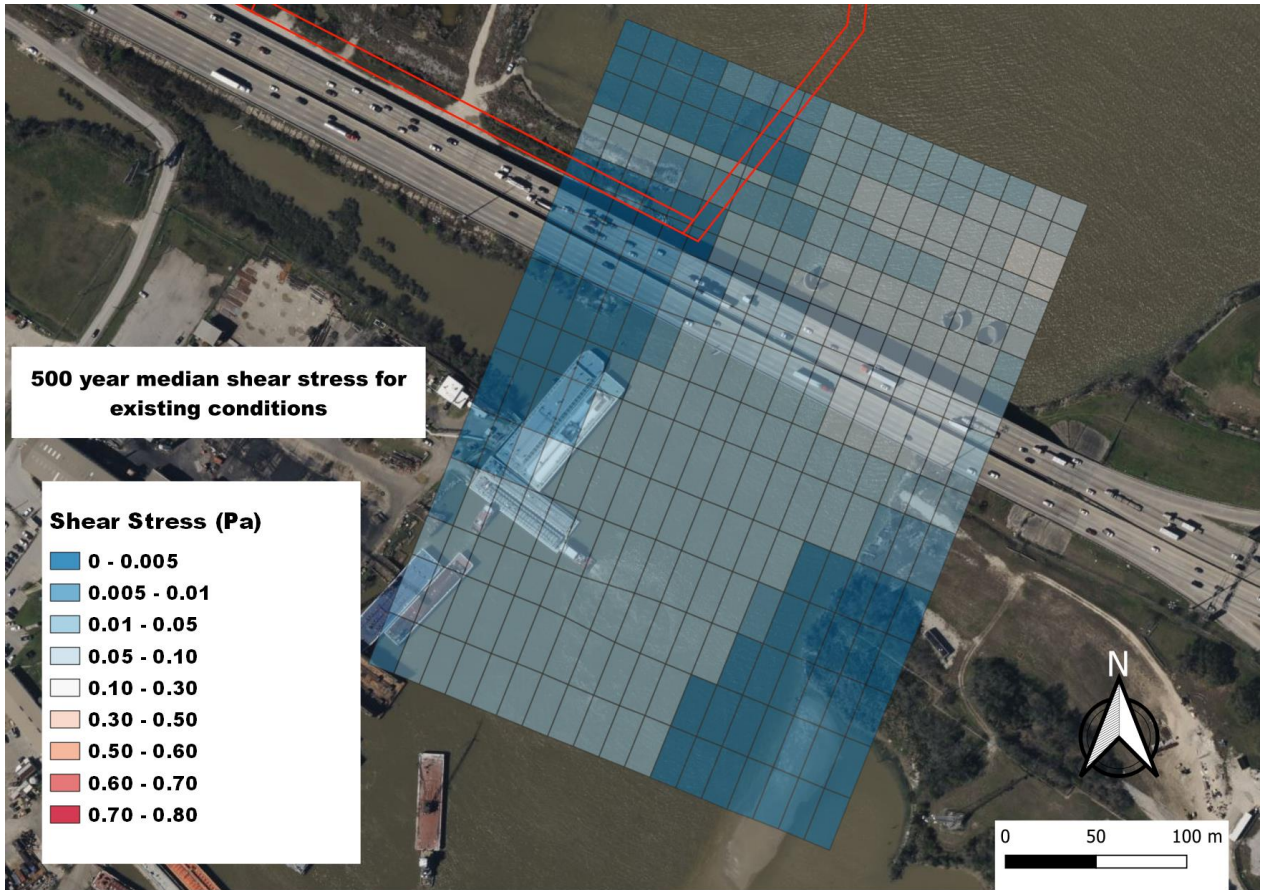 500 year median shear stress for
existing conditions
Shear Stress (Pa)
0 - 0.005
0.005 - 0.01
0.01 - 0.05
0.05 - 0.10
0.10 - 0.30
0.30 - 0.50
0.50 - 0.60
0.60 - 0.70
0.70 - 0.80
N
0 50 100 m